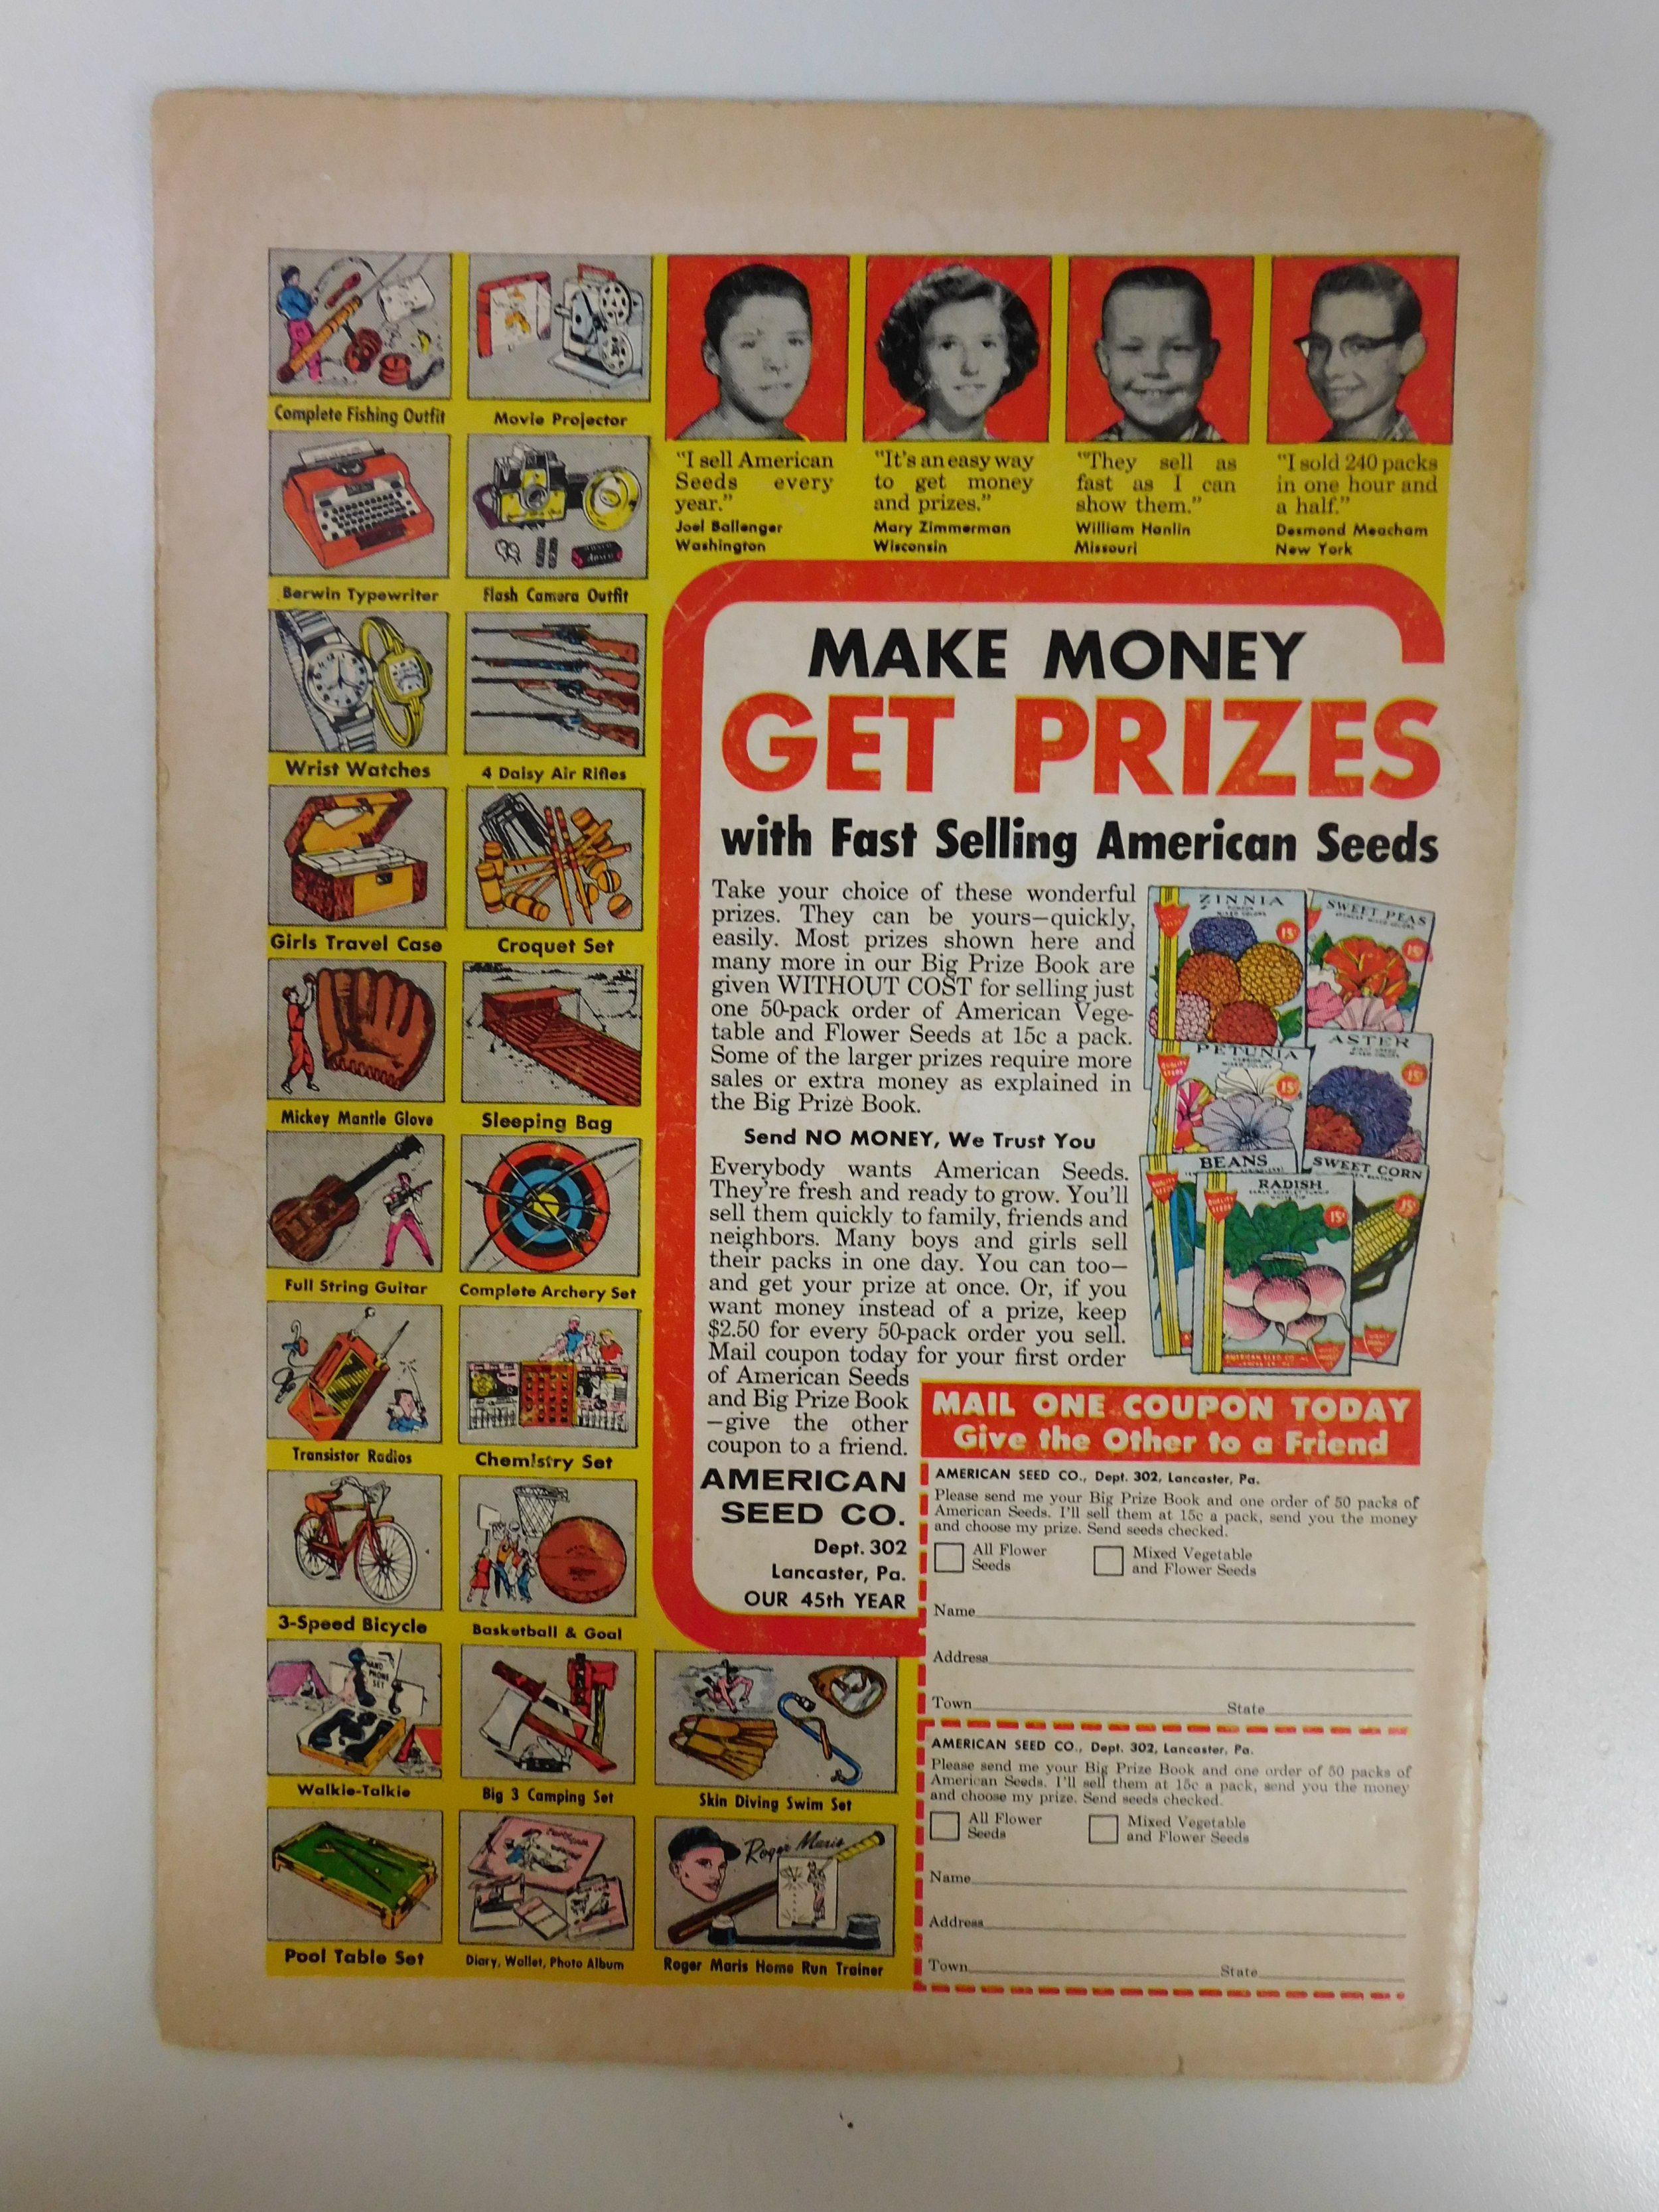 Complete Fishing Outfit
Movie Projector
Berwin Typewriter
Flash Camera Outfit
Wrist Watches
4 Daisy Air Rifles
Girls Travel Case
Croquet Set
Mickey Mantle Glove
Sleeping Bag
Full String Guitar
Complete Archery Set
Transistor Radios
Chemistry Set
3-Speed Bicycle
Basketball & Goal
HAND
PHONE
SET
Walkie-Talkie
Big 3 Camping Set
Skin Diving Swim Set
Pool Table Set
Diary, Wallet, Photo Album
Roger Maris
Roger Maris Home Run Trainer
"I sell American
Seeds every
year."
Joel Ballenger
Washington
"It's an easy way
to get money
and prizes."
Mary Zimmerman
Wisconsin
"They sell as
fast as I can
show them."
William Hanlin
Missouri
"I sold 240 packs
in one hour and
a half."
Desmond Meacham
New York
MAKE MONEY
GET PRIZES
with Fast Selling American Seeds
Take your choice of these wonderful
prizes. They can be yours—quickly,
easily. Most prizes shown here and
many more in our Big Prize Book are
given WITHOUT COST for selling just
one 50-pack order of American Vege-
table and Flower Seeds at 15c a pack.
Some of the larger prizes require more
sales or extra money as explained in
the Big Prize Book.
Send NO MONEY, We Trust You
Everybody wants American Seeds.
They're fresh and ready to grow. You'll
sell them quickly to family, friends and
neighbors. Many boys and girls sell
their packs in one day. You can too—
and get your prize at once. Or, if you
want money instead of a prize, keep
$2.50 for every 50-pack order you sell.
Mail coupon today for your first order
of American Seeds
and Big Prize Book
—give the other
coupon to a friend.
AMERICAN
SEED CO.
Dept. 302
Lancaster, Pa.
OUR 45th YEAR
ZINNIA
MIXED COLORS
15¢
SWEET PEAS
15¢
PETUNIA
QUALITY
SEEDS
15¢
ASTER
15¢
BEANS
QUALITY
SEEDS
SWEET CORN
15¢
RADISH
QUALITY
SEEDS
15¢
AMERICAN SEED CO.
MAIL ONE COUPON TODAY
Give the Other to a Friend
AMERICAN SEED CO., Dept. 302, Lancaster, Pa.
Please send me your Big Prize Book and one order of 50 packs of
American Seeds. I'll sell them at 15c a pack, send you the money
and choose my prize. Send seeds checked.
All Flower
Seeds
Mixed Vegetable
and Flower Seeds
Name
Address
Town State
AMERICAN SEED CO., Dept. 302, Lancaster, Pa.
Please send me your Big Prize Book and one order of 50 packs of
American Seeds. I'll sell them at 15c a pack, send you the money
and choose my prize. Send seeds checked.
All Flower
Seeds
Mixed Vegetable
and Flower Seeds
Name
Address
Town State